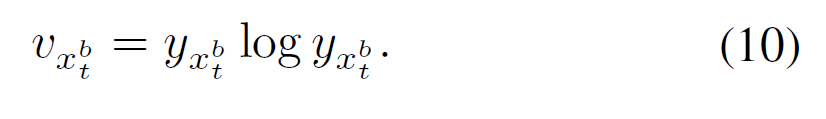 $v_{x_t^b} = y_{x_t^b} \log y_{x_t^b}.$ (10)